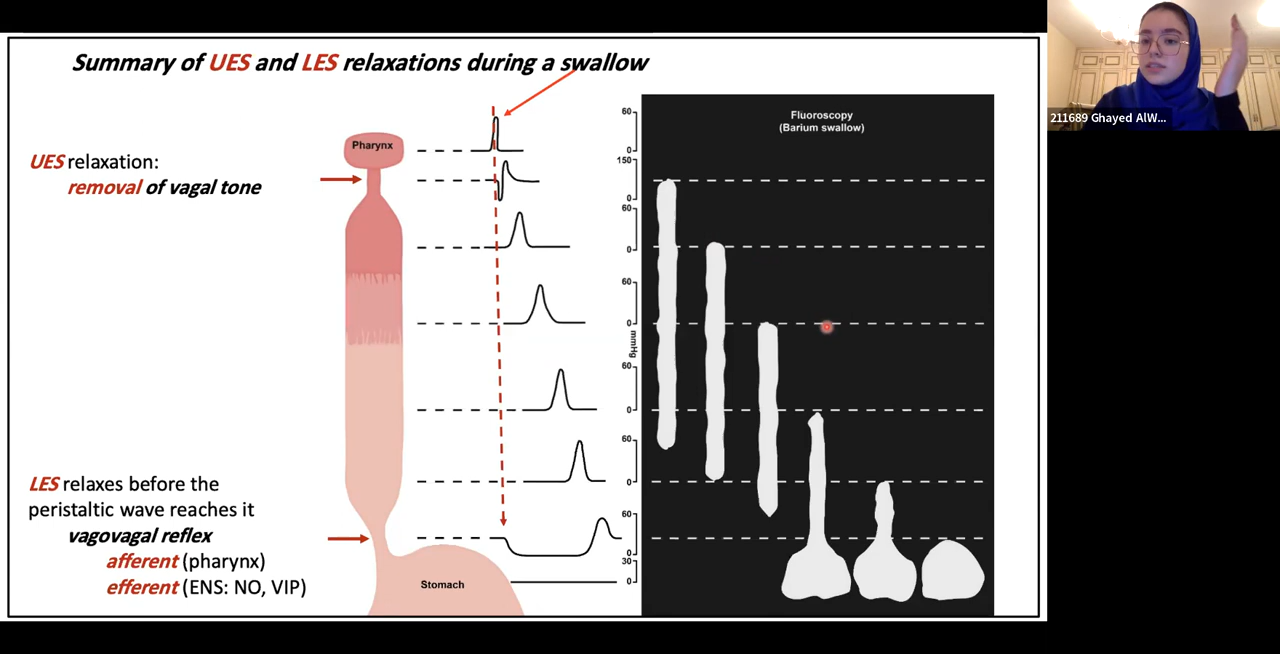 Summary of UES and LES relaxations during a swallow
211689 Ghayed AlW...
UES relaxation:
removal of vagal tone
LES relaxes before the
peristaltic wave reaches it
vagovagal reflex
afferent (pharynx)
efferent (ENS: NO, VIP)
Pharynx
Stomach
60
0
150
0
60
0
60
0
mmHg
60
0
60
0
60
0
30
0
Fluoroscopy
(Barium swallow)